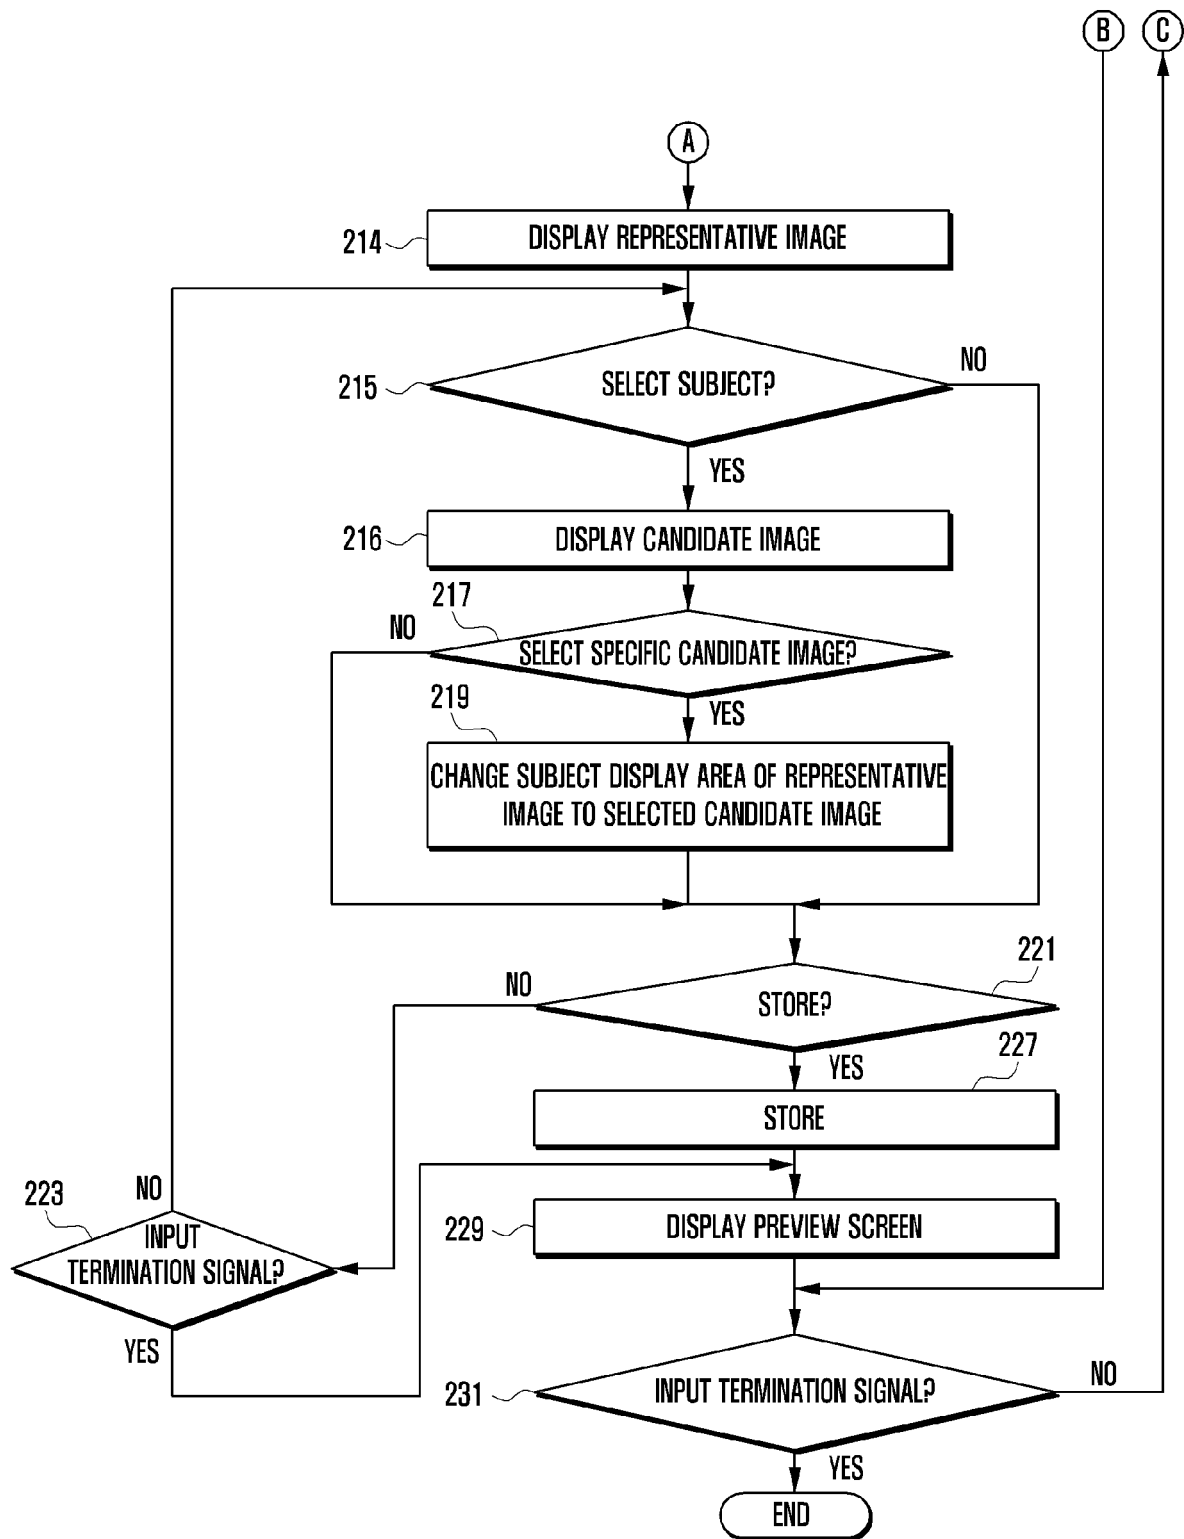 B
C
A
214
DISPLAY REPRESENTATIVE IMAGE
215
SELECT SUBJECT?
NO
YES
216
DISPLAY CANDIDATE IMAGE
217
NO
SELECT SPECIFIC CANDIDATE IMAGE?
219
YES
CHANGE SUBJECT DISPLAY AREA OF REPRESENTATIVE
IMAGE TO SELECTED CANDIDATE IMAGE
221
NO
STORE?
YES
227
STORE
223
NO
INPUT
TERMINATION SIGNAL?
YES
229
DISPLAY PREVIEW SCREEN
231
INPUT TERMINATION SIGNAL?
NO
YES
END